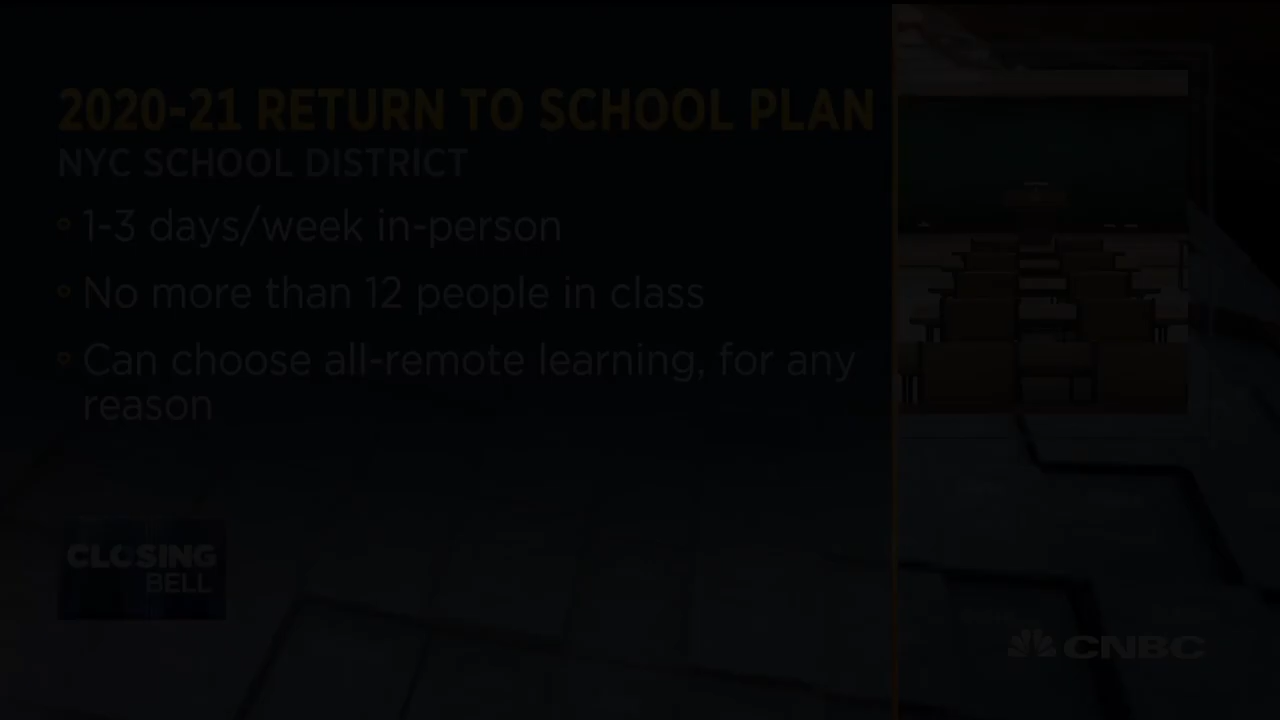 2020-21 RETURN TO SCHOOL PLAN
NYC SCHOOL DISTRICT
1-3 days/week in-person
No more than 12 people in class
Can choose all-remote learning, for any
reason
CLOSING
BELL
CNBC